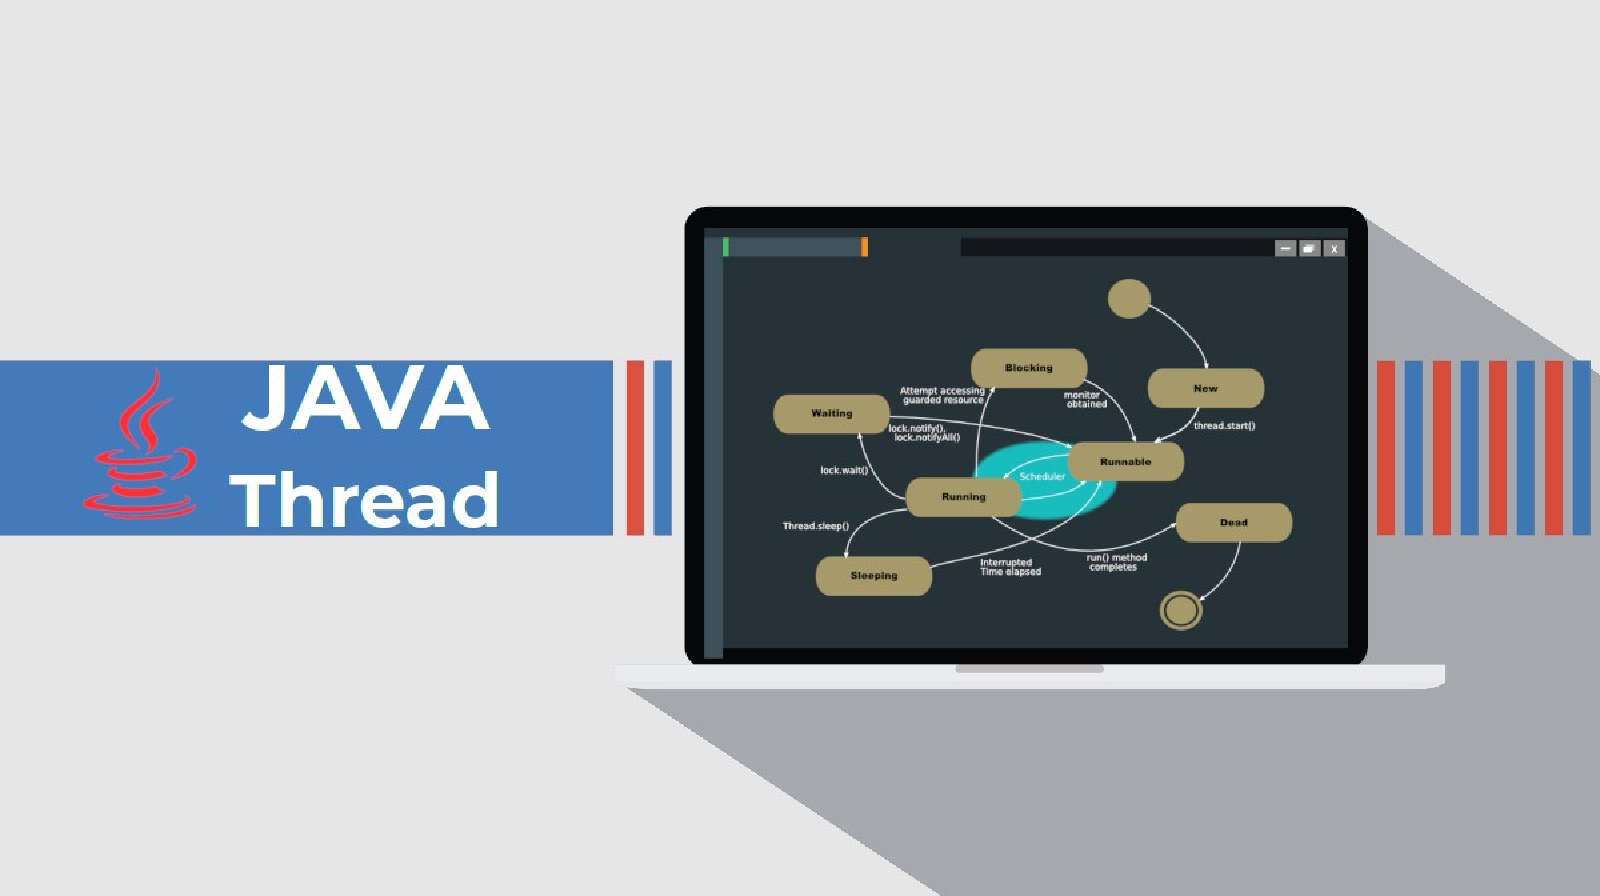 JAVA
Thread
X
Blocking
New
Attempt accessing
guarded resource
monitor
obtained
Waiting
thread.start()
lock.notify(),
lock.notifyAll()
Runnable
lock.wait()
Scheduler
Running
Thread.sleep()
Dead
run() method
completes
Interrupted
Time elapsed
Sleeping